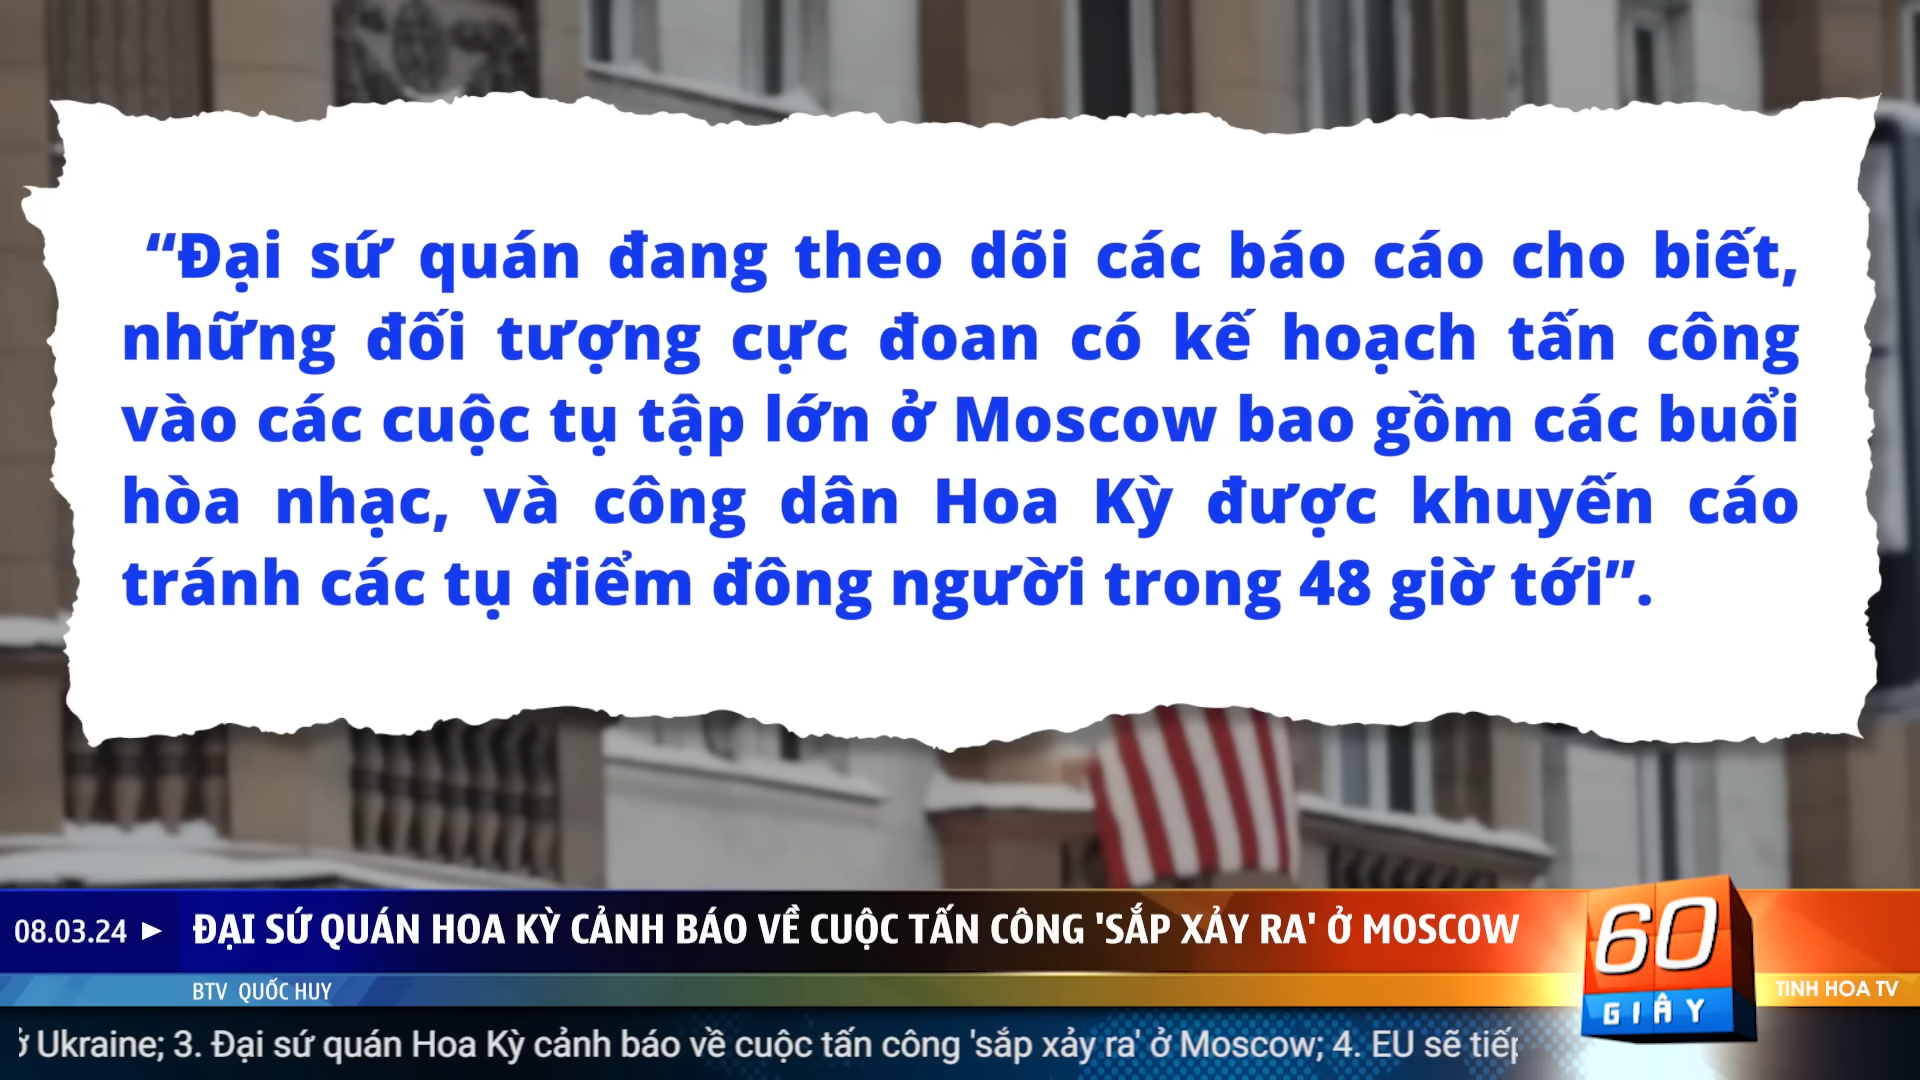 “Đại sứ quán đang theo dõi các báo cáo cho biết,
những đối tượng cực đoan có kế hoạch tấn công
vào các cuộc tụ tập lớn ở Moscow bao gồm các buổi
hòa nhạc, và công dân Hoa Kỳ được khuyến cáo
tránh các tụ điểm đông người trong 48 giờ tới”.
08.03.24 ► ĐẠI SỨ QUÁN HOA KỲ CẢNH BÁO VỀ CUỘC TẤN CÔNG 'SẮP XẢY RA' Ở MOSCOW
60
GIÂY
BTV QUỐC HUY
TINH HOA TV
ở Ukraine; 3. Đại sứ quán Hoa Kỳ cảnh báo về cuộc tấn công 'sắp xảy ra' ở Moscow; 4. EU sẽ tiếp